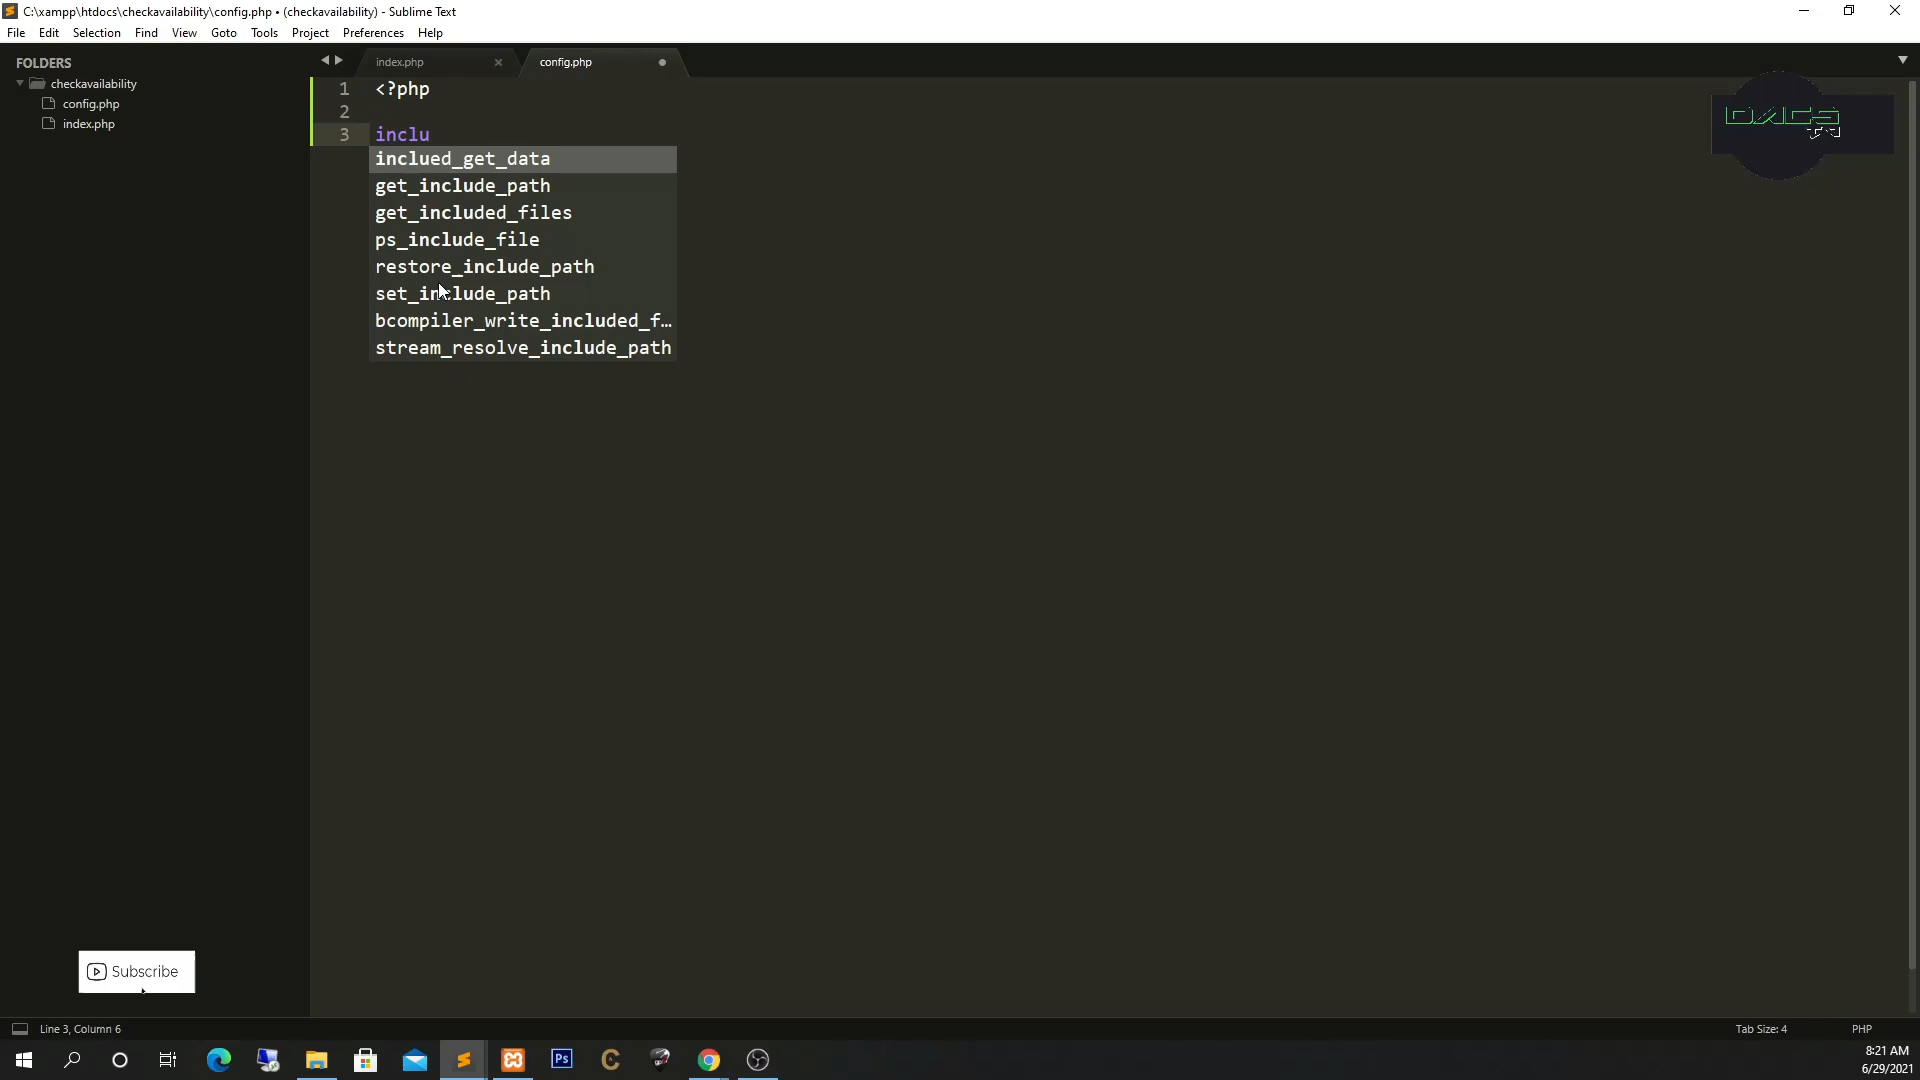 C:\xampp\htdocs\checkavailability\config.php • (checkavailability) - Sublime Text
File Edit Selection Find View Goto Tools Project Preferences Help
FOLDERS
checkavailability
config.php
index.php
index.php
config.php
1 <?php
2
3 inclu
inclued_get_data
get_include_path
get_included_files
ps_include_file
restore_include_path
set_include_path
bcompiler_write_included_f…
stream_resolve_include_path
Subscribe
Line 3, Column 6
Tab Size: 4
PHP
Ps
8:21 AM
6/29/2021